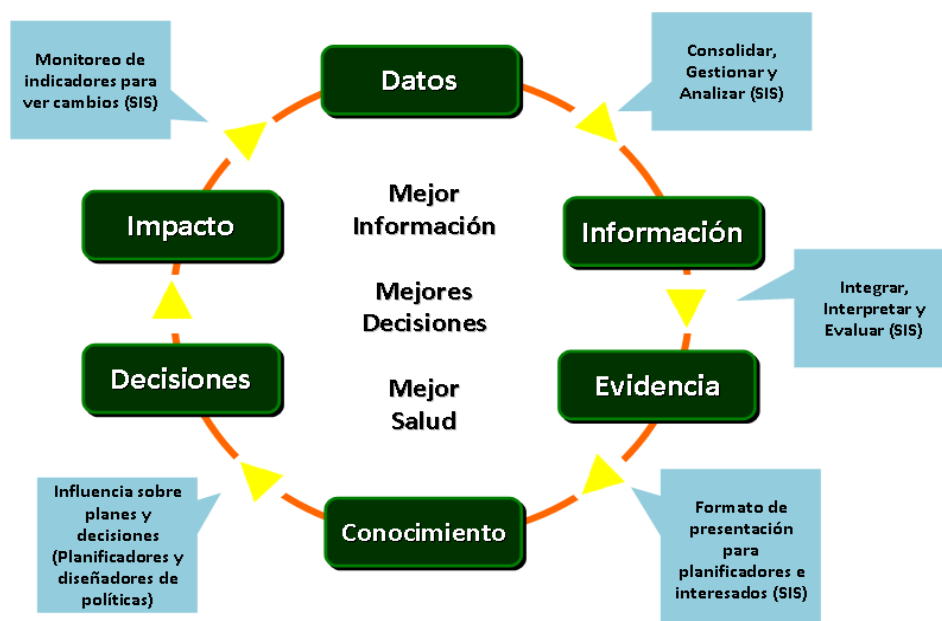 Datos
Consolidar,
Gestionar y
Analizar (SIS)
Información
Integrar,
Interpretar y
Evaluar (SIS)
Evidencia
Formato de
presentación
para
planificadores e
interesados (SIS)
Conocimiento
Influencia sobre
planes y
decisiones
(Planificadores y
diseñadores de
políticas)
Decisiones
Impacto
Monitoreo de
indicadores para
ver cambios (SIS)
Mejor
Información
Mejores
Decisiones
Mejor
Salud